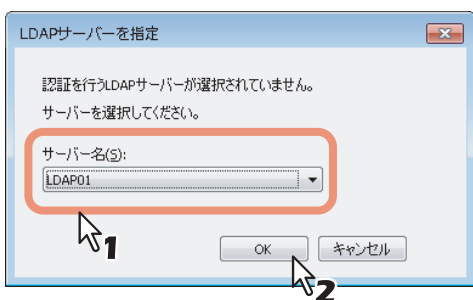 LDAPサーバーを指定
認証を行うLDAPサーバーが選択されていません。
サーバーを選択してください。
サーバー名(S):
LDAP01
1
OK キャンセル
2